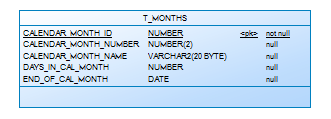 T_MONTHS
CALENDAR_MONTH_ID NUMBER <pk> not null
CALENDAR_MONTH_NUMBER NUMBER(2) null
CALENDAR_MONTH_NAME VARCHAR2(20 BYTE) null
DAYS_IN_CAL_MONTH NUMBER null
END_OF_CAL_MONTH DATE null